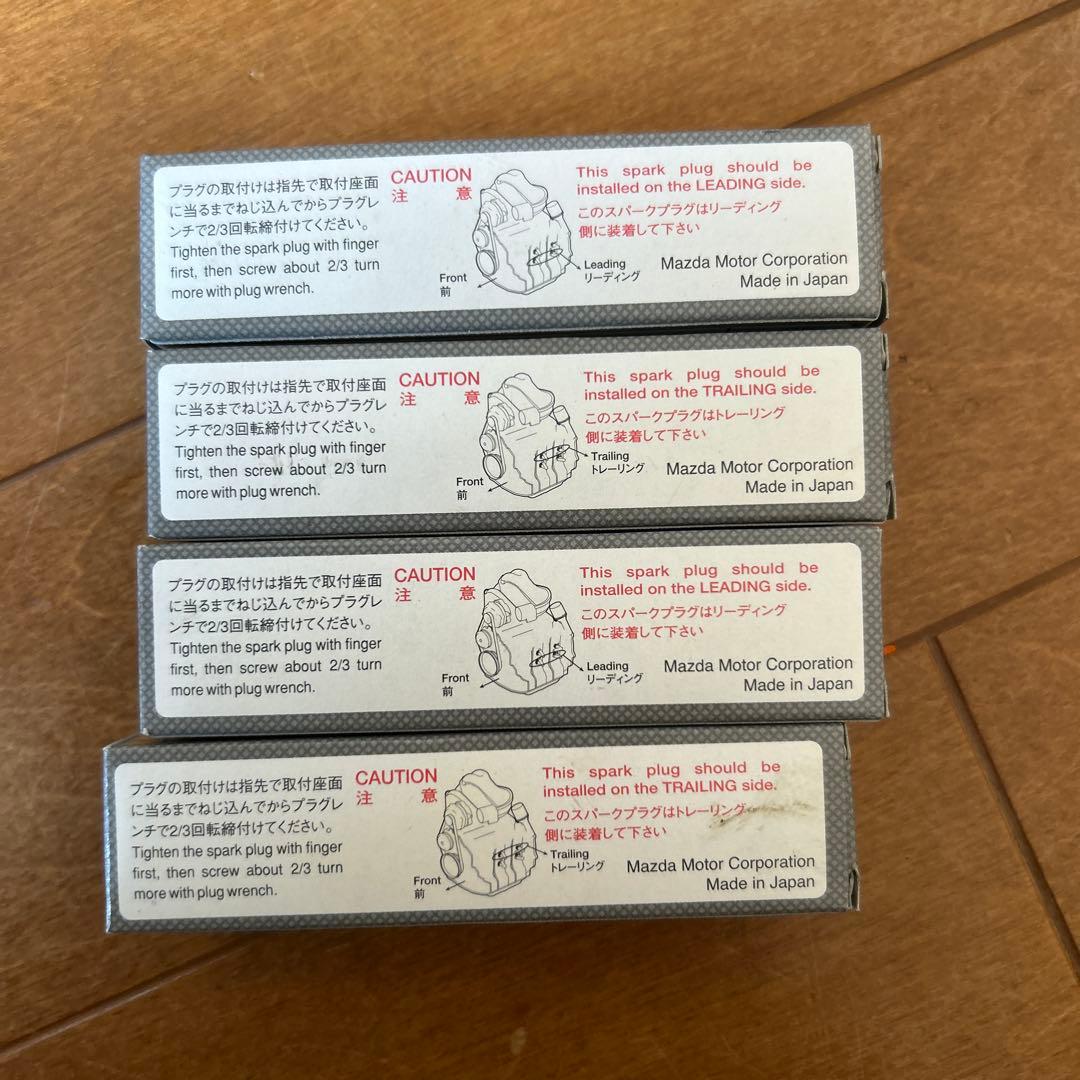 プラグの取付けは指先で取付座面
に当るまでねじ込んでからプラグレ
ンチで2/3回転締付けてください。
Tighten the spark plug with finger
first, then screw about 2/3 turn
more with plug wrench.
CAUTION
注 意
Front
前
Leading
リーディング
This spark plug should be
installed on the LEADING side.
このスパークプラグはリーディング
側に装着して下さい
Mazda Motor Corporation
Made in Japan
プラグの取付けは指先で取付座面
に当るまでねじ込んでからプラグレ
ンチで2/3回転締付けてください。
Tighten the spark plug with finger
first, then screw about 2/3 turn
more with plug wrench.
CAUTION
注 意
Front
前
Trailing
トレーリング
This spark plug should be
installed on the TRAILING side.
このスパークプラグはトレーリング
側に装着して下さい
Mazda Motor Corporation
Made in Japan
プラグの取付けは指先で取付座面
に当るまでねじ込んでからプラグレ
ンチで2/3回転締付けてください。
Tighten the spark plug with finger
first, then screw about 2/3 turn
more with plug wrench.
CAUTION
注 意
Front
前
Leading
リーディング
This spark plug should be
installed on the LEADING side.
このスパークプラグはリーディング
側に装着して下さい
Mazda Motor Corporation
Made in Japan
プラグの取付けは指先で取付座面
に当るまでねじ込んでからプラグレ
ンチで2/3回転締付けてください。
Tighten the spark plug with finger
first, then screw about 2/3 turn
more with plug wrench.
CAUTION
注 意
Front
前
Trailing
トレーリング
This spark plug should be
installed on the TRAILING side.
このスパークプラグはトレーリング
側に装着して下さい
Mazda Motor Corporation
Made in Japan